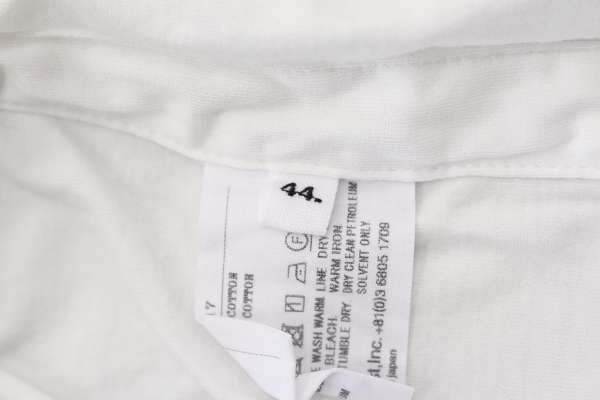 44.
17
COTTON
COTTON
WASH WARM. LINE DRY
BLEACH. WARM IRON.
TUMBLE DRY. DRY CLEAN PETROLEUM
SOLVENT ONLY
Inc. +81(0)3 6805 1709
japan